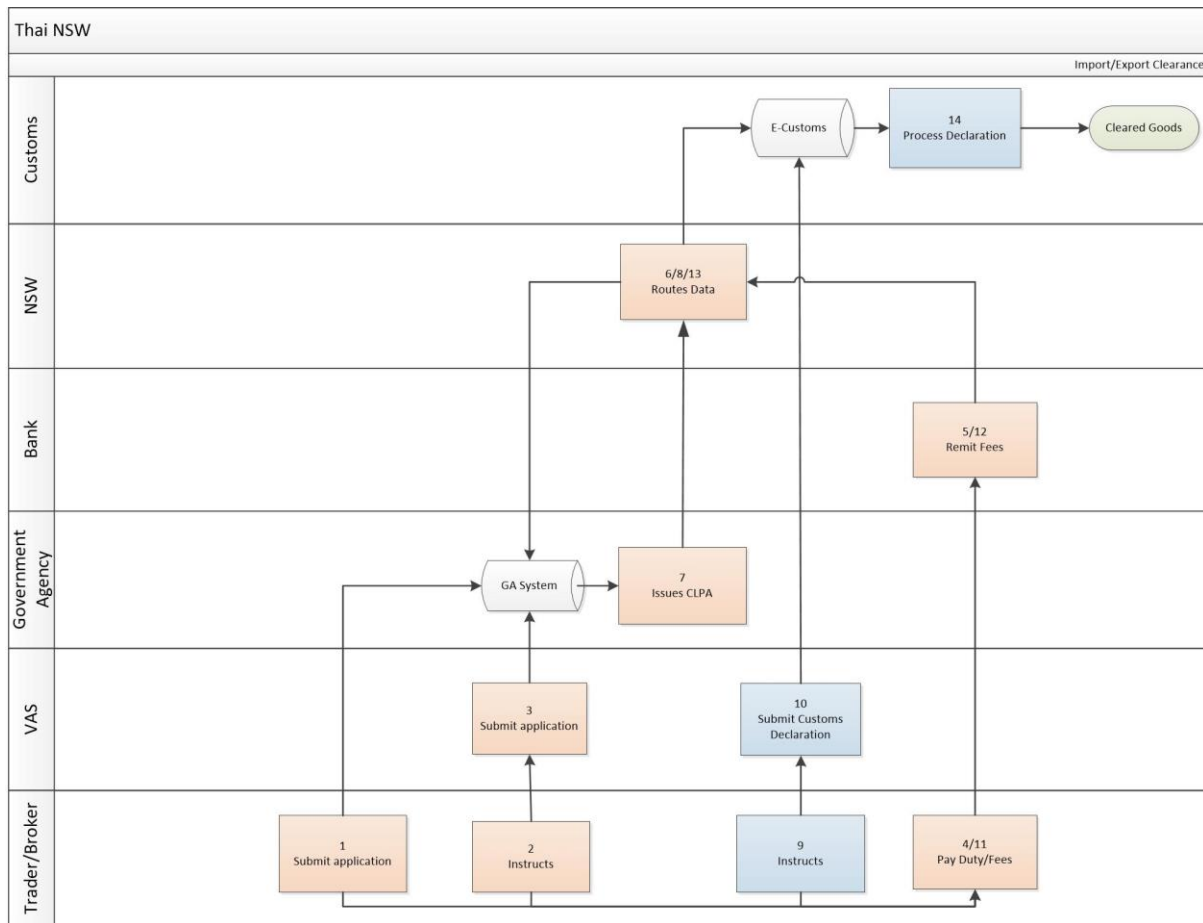 Thai NSW
Import/Export Clearance
Customs
E-Customs
14
Process Declaration
Cleared Goods
NSW
6/8/13
Routes Data
Bank
5/12
Remit Fees
Government
Agency
GA System
7
Issues CLPA
VAS
3
Submit application
10
Submit Customs
Declaration
Trader/Broker
1
Submit application
2
Instructs
9
Instructs
4/11
Pay Duty/Fees